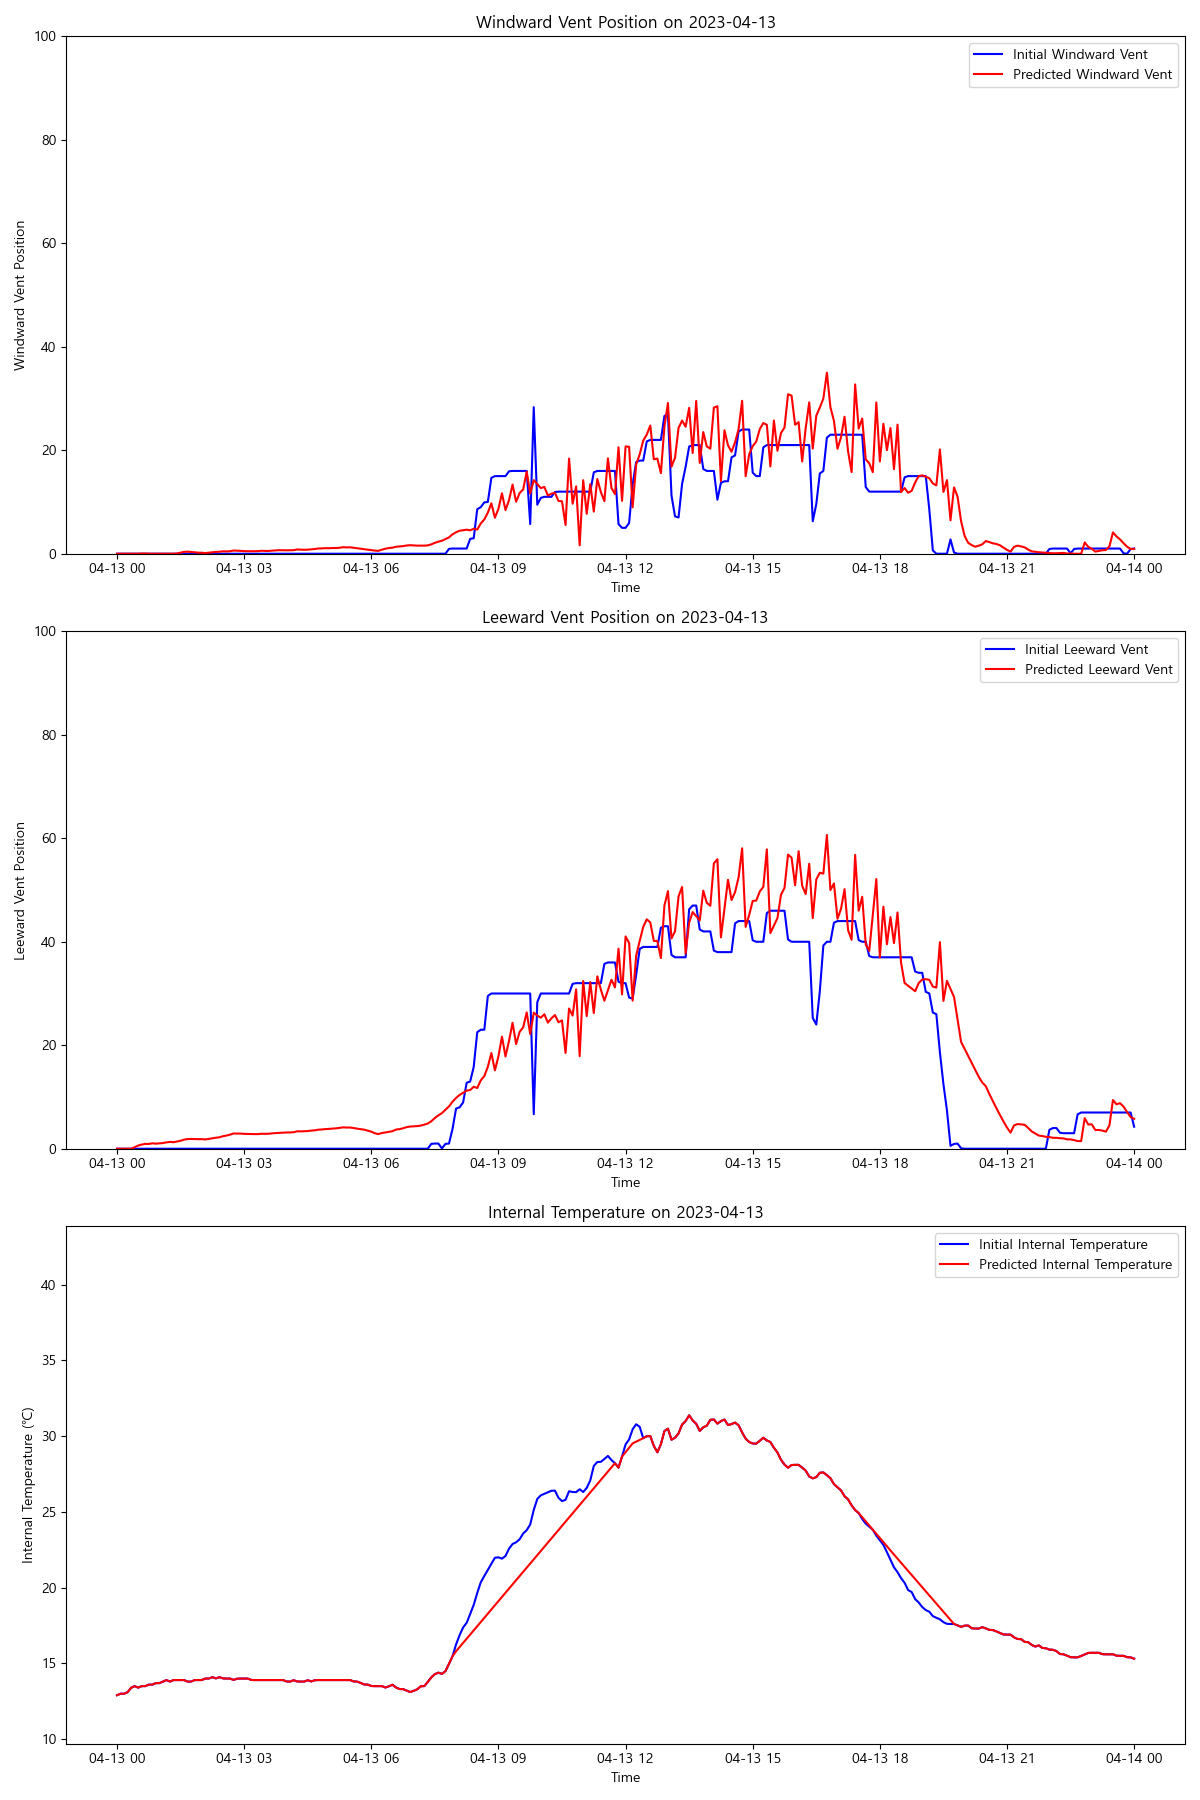 Windward Vent Position on 2023-04-13
Initial Windward Vent
Predicted Windward Vent
Windward Vent Position
100
80
60
40
20
0
04-13 00 04-13 03 04-13 06 04-13 09 04-13 12 04-13 15 04-13 18 04-13 21 04-14 00
Time
Leeward Vent Position on 2023-04-13
Initial Leeward Vent
Predicted Leeward Vent
Leeward Vent Position
100
80
60
40
20
0
04-13 00 04-13 03 04-13 06 04-13 09 04-13 12 04-13 15 04-13 18 04-13 21 04-14 00
Time
Internal Temperature on 2023-04-13
Initial Internal Temperature
Predicted Internal Temperature
Internal Temperature (℃)
40
35
30
25
20
15
10
04-13 00 04-13 03 04-13 06 04-13 09 04-13 12 04-13 15 04-13 18 04-13 21 04-14 00
Time